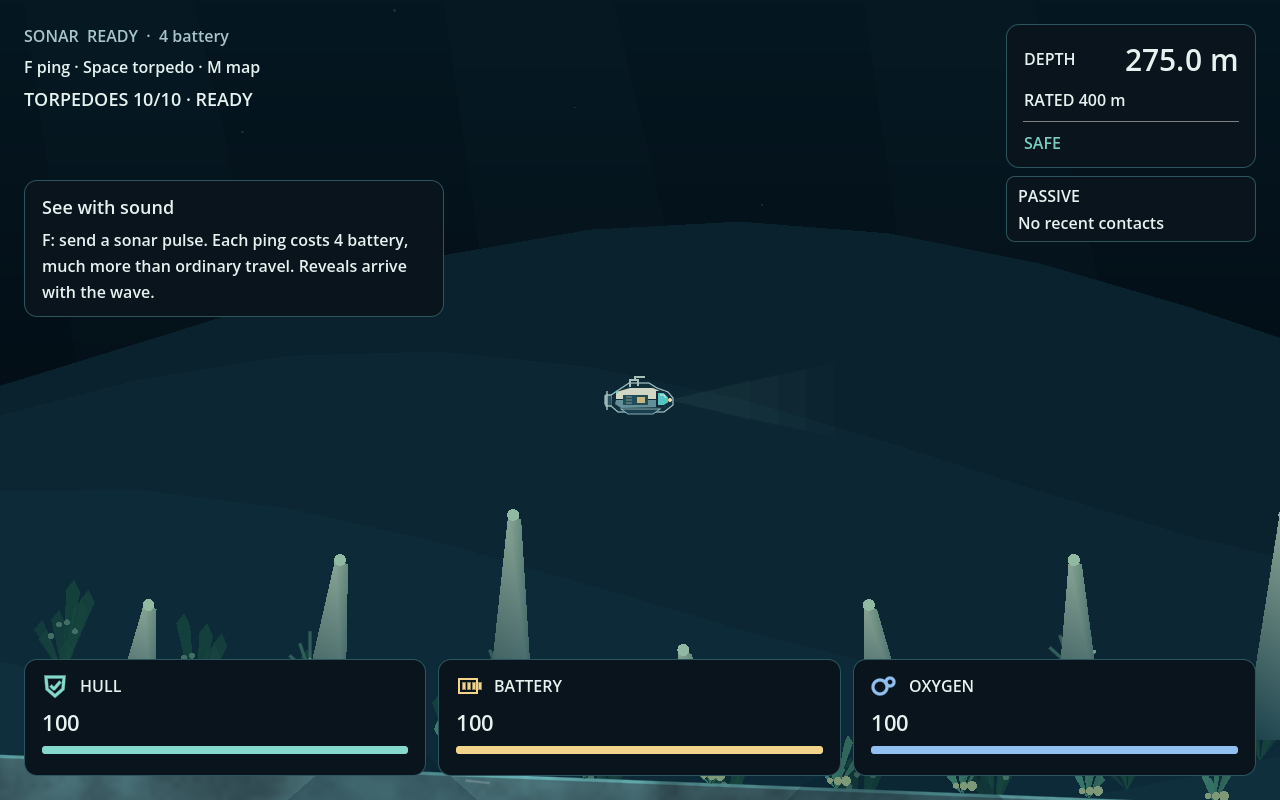 SONAR READY · 4 battery
F ping · Space torpedo · M map
TORPEDOES 10/10 · READY
DEPTH 275.0 m
RATED 400 m
SAFE
PASSIVE
No recent contacts
See with sound
F: send a sonar pulse. Each ping costs 4 battery,
much more than ordinary travel. Reveals arrive
with the wave.
HULL
100
BATTERY
100
OXYGEN
100